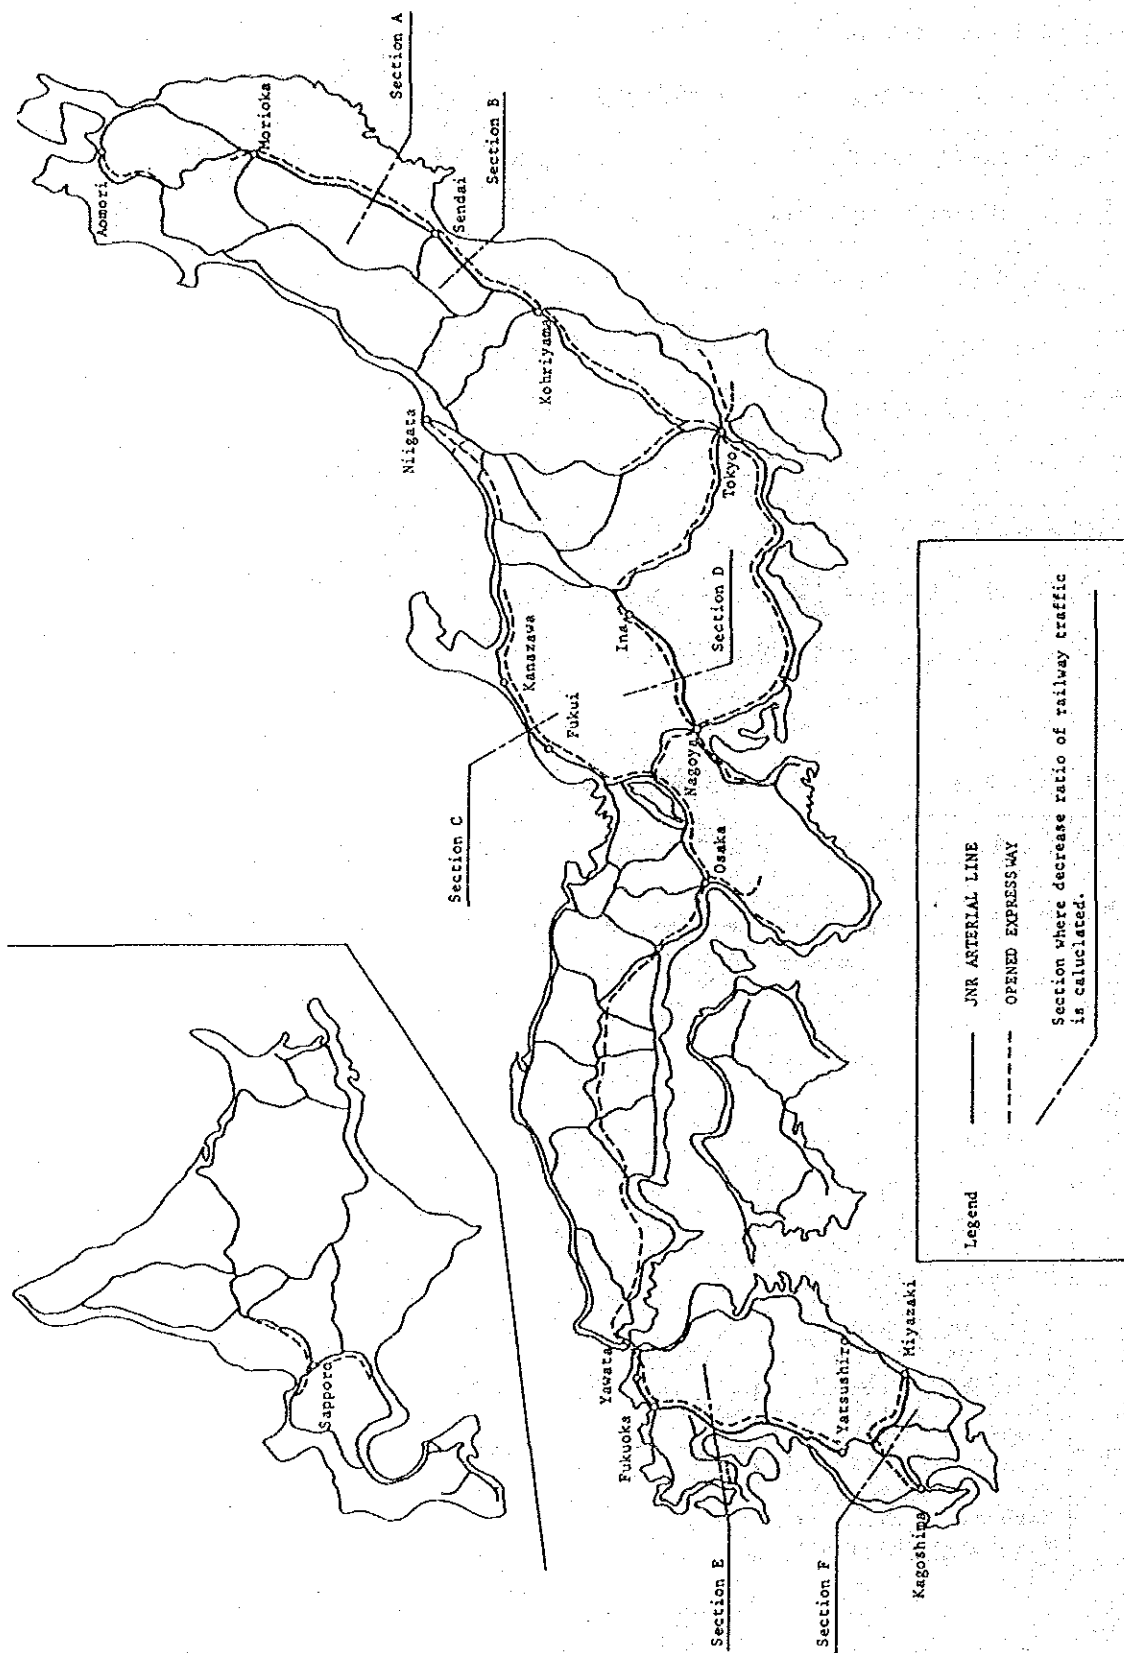 Section A
Section B
Aomori
Morioka
Sendai
Kohriyama
Niigata
Tokyo
Section D
Ina
Kanazawa
Fukui
Section C
Nagoya
Osaka
Sapporo
Yawata
Fukuoka
Yatsushiro
Miyazaki
Kagoshima
Section E
Section F
Legend
JNR ARTERIAL LINE
OPENED EXPRESSWAY
Section where decrease ratio of railway traffic
is caluclated.